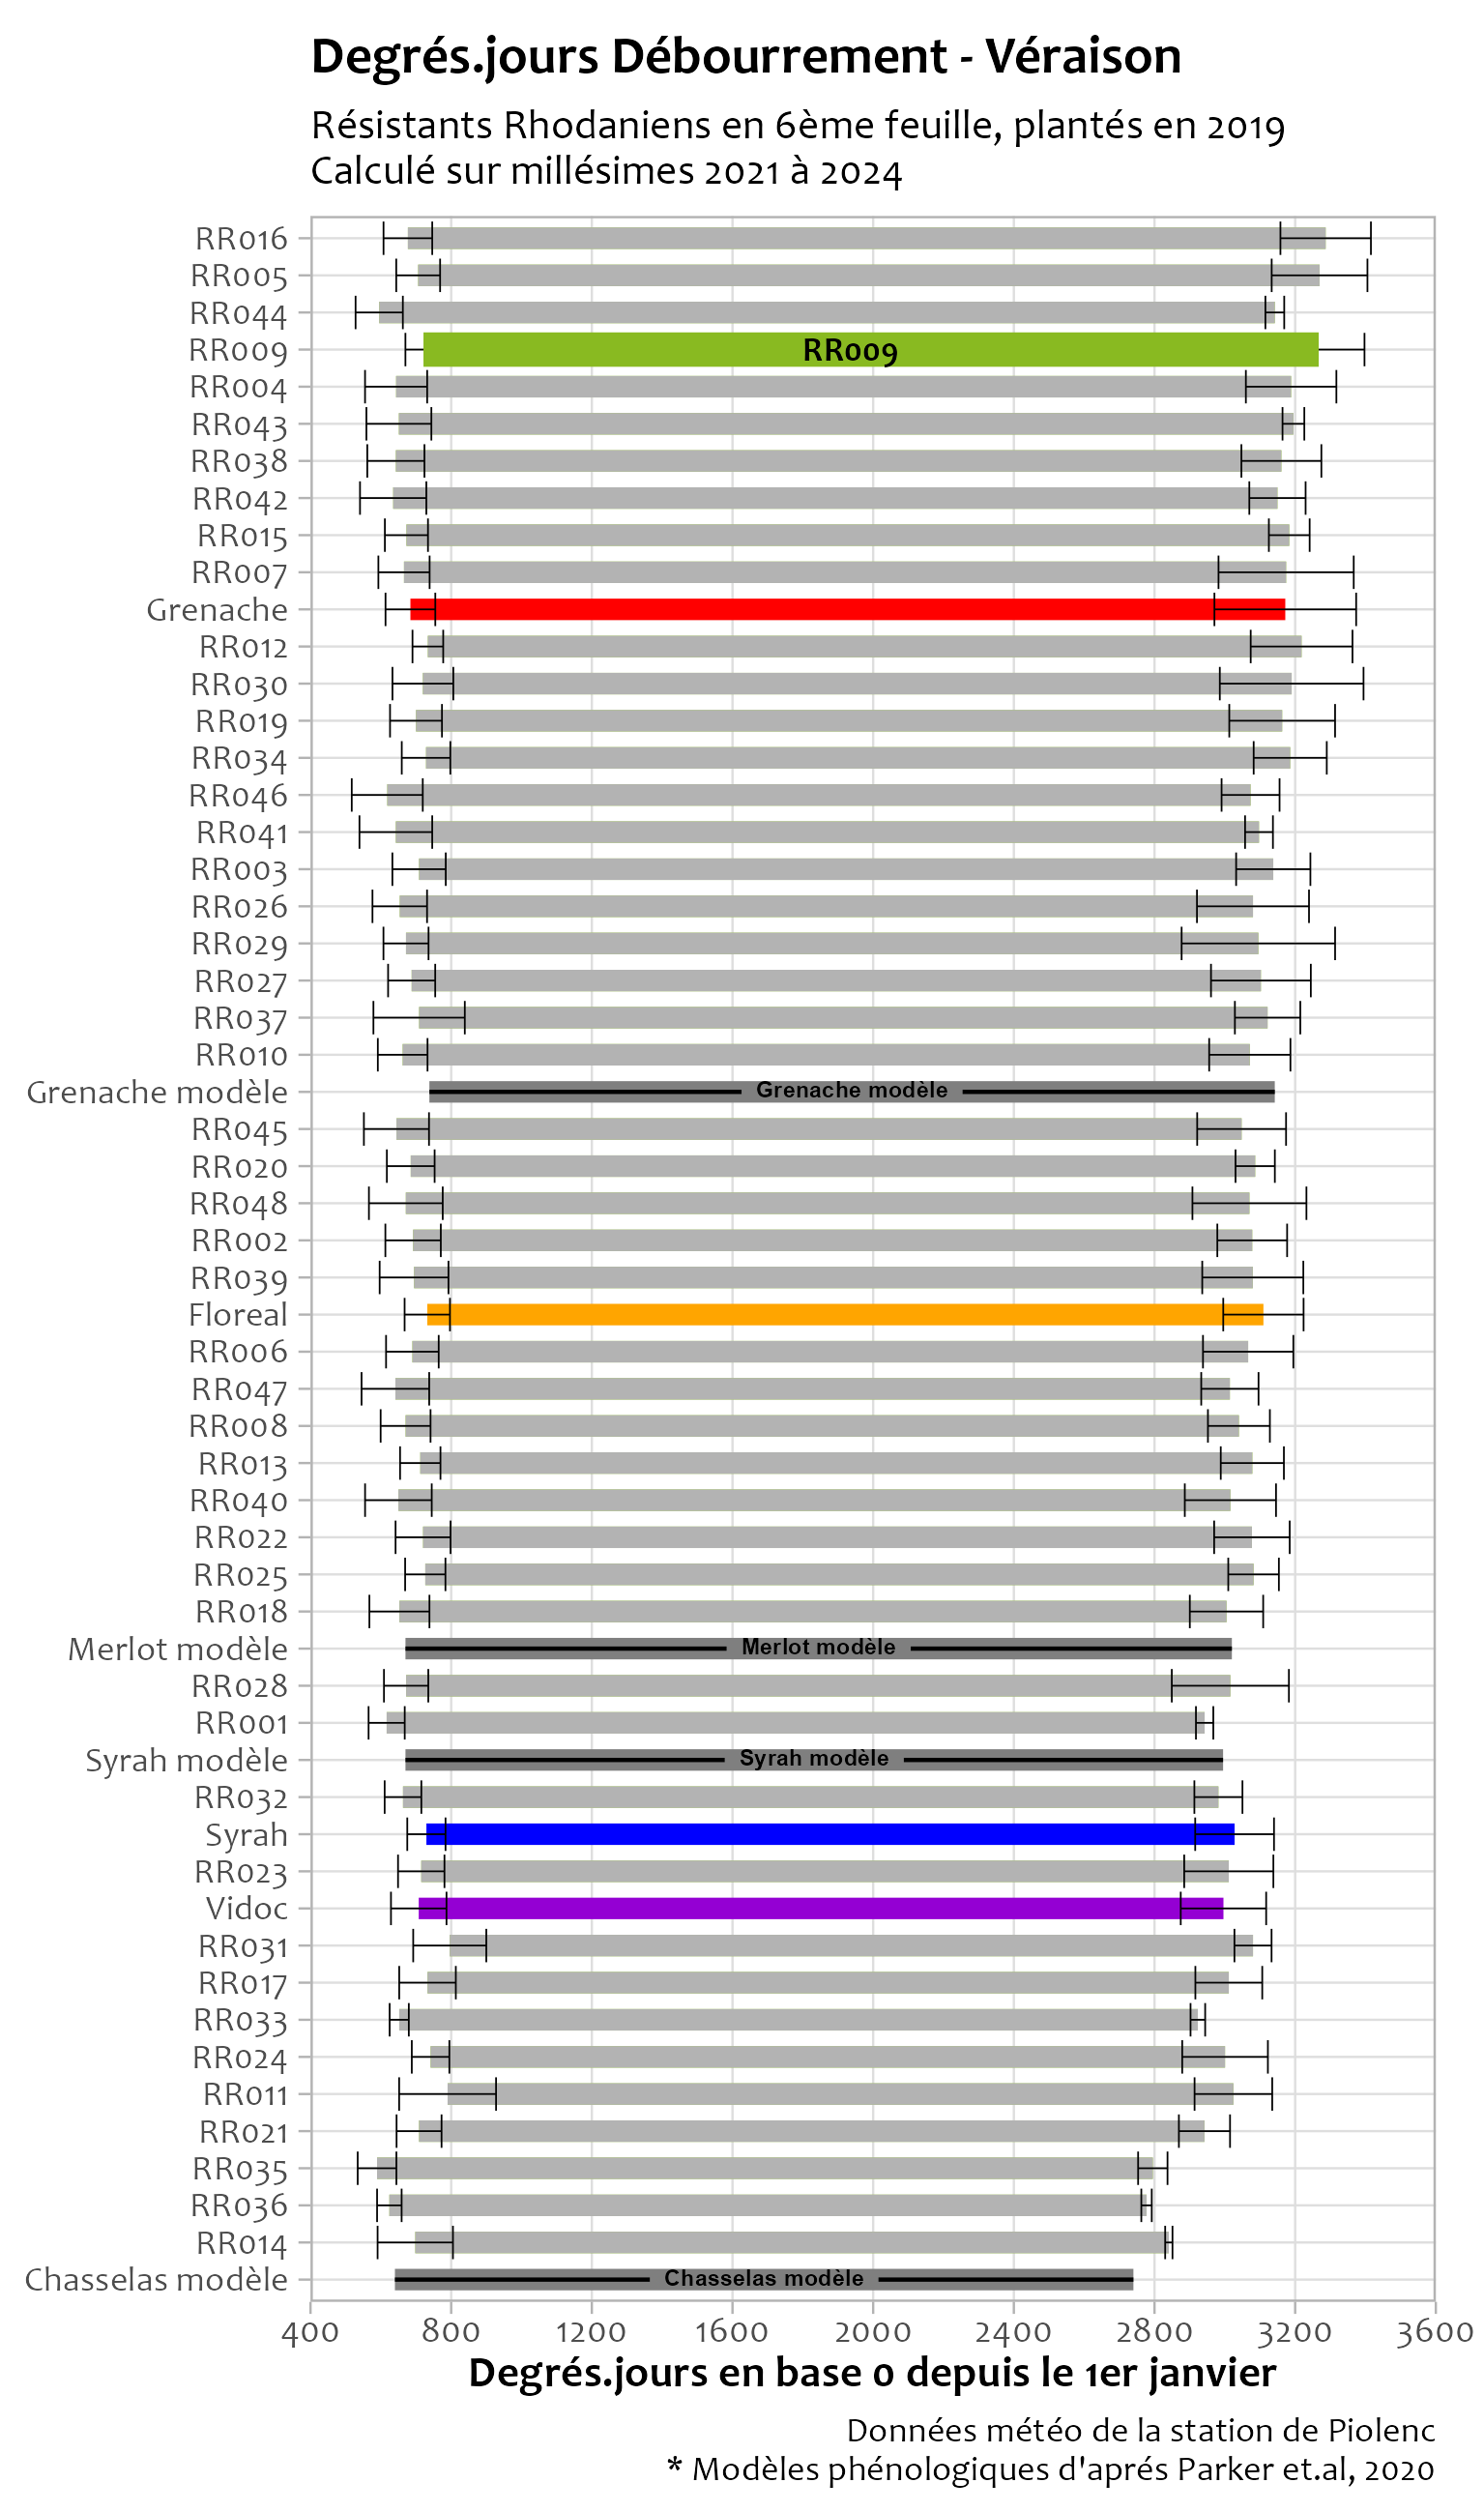 Degrés.jours Débourrement - Véraison
Résistants Rhodaniens en 6ème feuille, plantés en 2019
Calculé sur millésimes 2021 à 2024
RR016
RR005
RR044
RR009 RR009
RR004
RR043
RR038
RR042
RR015
RR007
Grenache
RR012
RR030
RR019
RR034
RR046
RR041
RR003
RR026
RR029
RR027
RR037
RR010
Grenache modèle Grenache modèle
RR045
RR020
RR048
RR002
RR039
Floreal
RR006
RR047
RR008
RR013
RR040
RR022
RR025
RR018
Merlot modèle Merlot modèle
RR028
RR001
Syrah modèle Syrah modèle
RR032
Syrah
RR023
Vidoc
RR031
RR017
RR033
RR024
RR011
RR021
RR035
RR036
RR014
Chasselas modèle Chasselas modèle
400 800 1200 1600 2000 2400 2800 3200 3600
Degrés.jours en base 0 depuis le 1er janvier
Données météo de la station de Piolenc
* Modèles phénologiques d'aprés Parker et.al, 2020